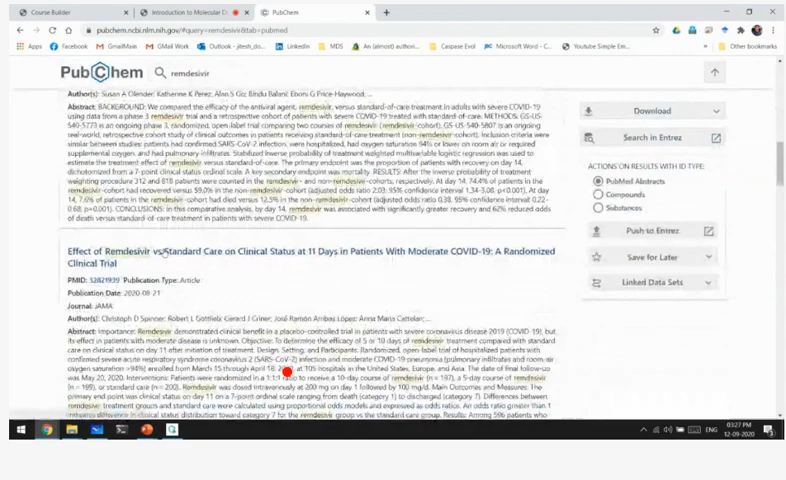 Course Builder
Introduction to Molecular D
PubChem
pubchem.ncbi.nlm.nih.gov/#query=remdesivir&tab=pubmed
Apps
Facebook
GmailMain
GMail Work
Outlook - jitesh_do...
LinkedIn
MDS
An (almost) authori...
Caspase Evol
Microsoft Word - C...
Youtube Simple Em...
Other bookmarks
PubChem
remdesivir
Author(s): Susan A Olender; Katherine K Perez; Alan S Go; Bindu Balani; Eboni G Price-Haywood; ...
Abstract: BACKGROUND: We compared the efficacy of the antiviral agent, remdesivir, versus standard-of-care treatment in adults with severe COVID-19
using data from a phase 3 remdesivir trial and a retrospective cohort of patients with severe COVID-19 treated with standard of care. METHODS: GS-US-
540-5773 is an ongoing phase 3, randomized, open-label trial comparing two courses of remdesivir (remdesivir-cohort). GS-US-540-5807 is an ongoing
real-world, retrospective cohort study of clinical outcomes in patients receiving standard-of-care treatment (non-remdesivir-cohort). Inclusion criteria were
similar between studies: patients had confirmed SARS-CoV-2 infection, were hospitalized, had oxygen saturation 94% or lower on room air or required
supplemental oxygen, and had pulmonary infiltrates. Stabilized inverse probability of treatment weighted multivariable logistic regression was used to
estimate the treatment effect of remdesivir versus standard-of-care. The primary endpoint was the proportion of patients with recovery on day 14,
dichotomized from a 7-point clinical status ordinal scale. A key secondary endpoint was mortality. RESULTS: After the inverse probability of treatment
weighting procedure 312 and 818 patients were counted in the remdesivir- and non-remdesivir-cohorts, respectively. At day 14, 74.4% of patients in the
remdesivir-cohort had recovered versus 59.0% in the non-remdesivir-cohort (adjusted odds ratio 2.03; 95% confidence interval 1.34-3.08, p<0.001). At day
14, 7.6% of patients in the remdesivir-cohort had died versus 12.5% in the non-remdesivir-cohort (adjusted odds ratio 0.38, 95% confidence interval 0.22-
0.68, p=0.001). CONCLUSIONS: In this comparative analysis, by day 14, remdesivir was associated with significantly greater recovery and 62% reduced odds
of death versus standard-of-care treatment in patients with severe COVID-19.
Effect of Remdesivir vs Standard Care on Clinical Status at 11 Days in Patients With Moderate COVID-19: A Randomized
Clinical Trial
PMID: 32821939 Publication Type: Article
Publication Date: 2020-08-21
Journal: JAMA
Author(s): Christoph D Spinner; Robert L Gottlieb; Gerard J Criner; José Ramón Arribas López; Anna Maria Cattelan; ...
Abstract: Importance: Remdesivir demonstrated clinical benefit in a placebo-controlled trial in patients with severe coronavirus disease 2019 (COVID-19), but
its effect in patients with moderate disease is unknown. Objective: To determine the efficacy of 5 or 10 days of remdesivir treatment compared with
standard care on clinical status on day 11 after initiation of treatment. Design, Setting, and Participants: Randomized, open-label trial of hospitalized patients with
confirmed severe acute respiratory syndrome coronavirus 2 (SARS-CoV-2) infection and moderate COVID-19 pneumonia (pulmonary infiltrates and room-air
oxygen saturation >94%) enrolled from March 15 through April 18, at 105 hospitals in the United States, Europe, and Asia. The date of final follow-up
was May 20, 2020. Interventions: Patients were randomized in a 1:1:1 ratio to receive a 10-day course of remdesivir (n = 197), a 5-day course of remdesivir
(n = 199), or standard care (n = 200). Remdesivir was dosed intravenously at 200 mg on day 1 followed by 100 mg/d. Main Outcomes and Measures: The
primary end point was clinical status on day 11 on a 7-point ordinal scale ranging from death (category 1) to discharged (category 7). Differences between
remdesivir treatment groups and standard care were calculated using proportional odds models and expressed as odds ratios. An odds ratio greater than 1
indicates difference in clinical status distribution toward category 7 for the remdesivir group vs the standard care group. Results: Among 596 patients who
Download
Search in Entrez
ACTIONS ON RESULTS WITH ID TYPE:
PubMed Abstracts
Compounds
Substances
Push to Entrez
Save for Later
Linked Data Sets
ENG
03:27 PM
12-09-2020